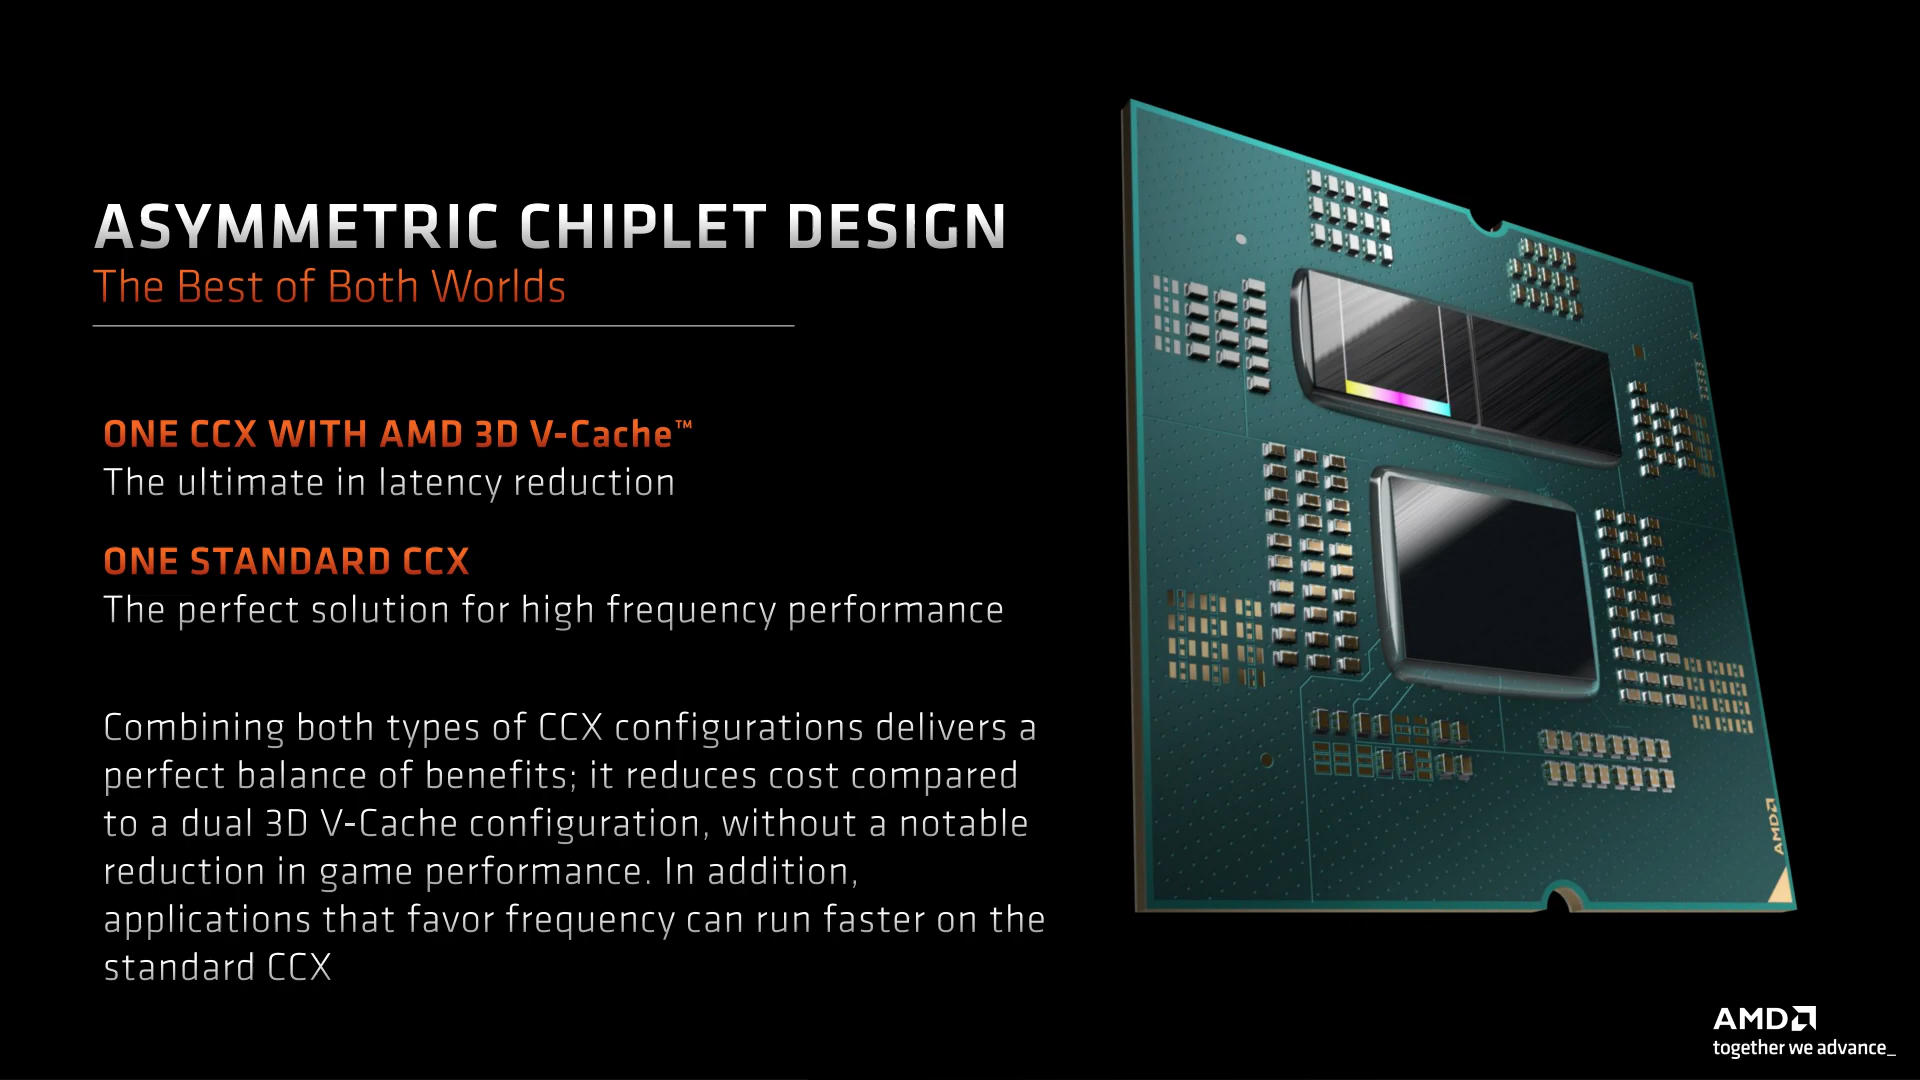 ASYMMETRIC CHIPLET DESIGN
The Best of Both Worlds
ONE CCX WITH AMD 3D V-Cache™
The ultimate in latency reduction
ONE STANDARD CCX
The perfect solution for high frequency performance
Combining both types of CCX configurations delivers a
perfect balance of benefits; it reduces cost compared
to a dual 3D V-Cache configuration, without a notable
reduction in game performance. In addition,
applications that favor frequency can run faster on the
standard CCX
AMD
AMD
together we advance_